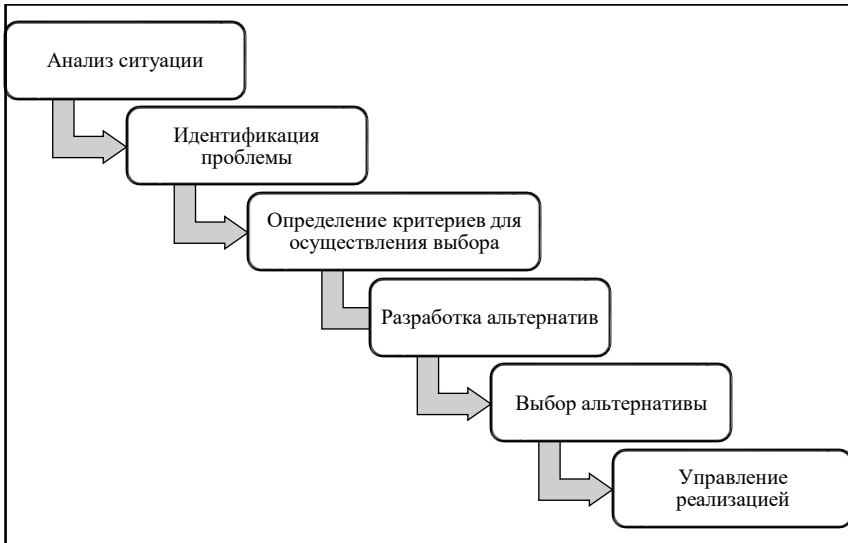 Анализ ситуации
Идентификация
проблемы
Определение критериев для
осуществления выбора
Разработка альтернатив
Выбор альтернативы
Управление
реализацией